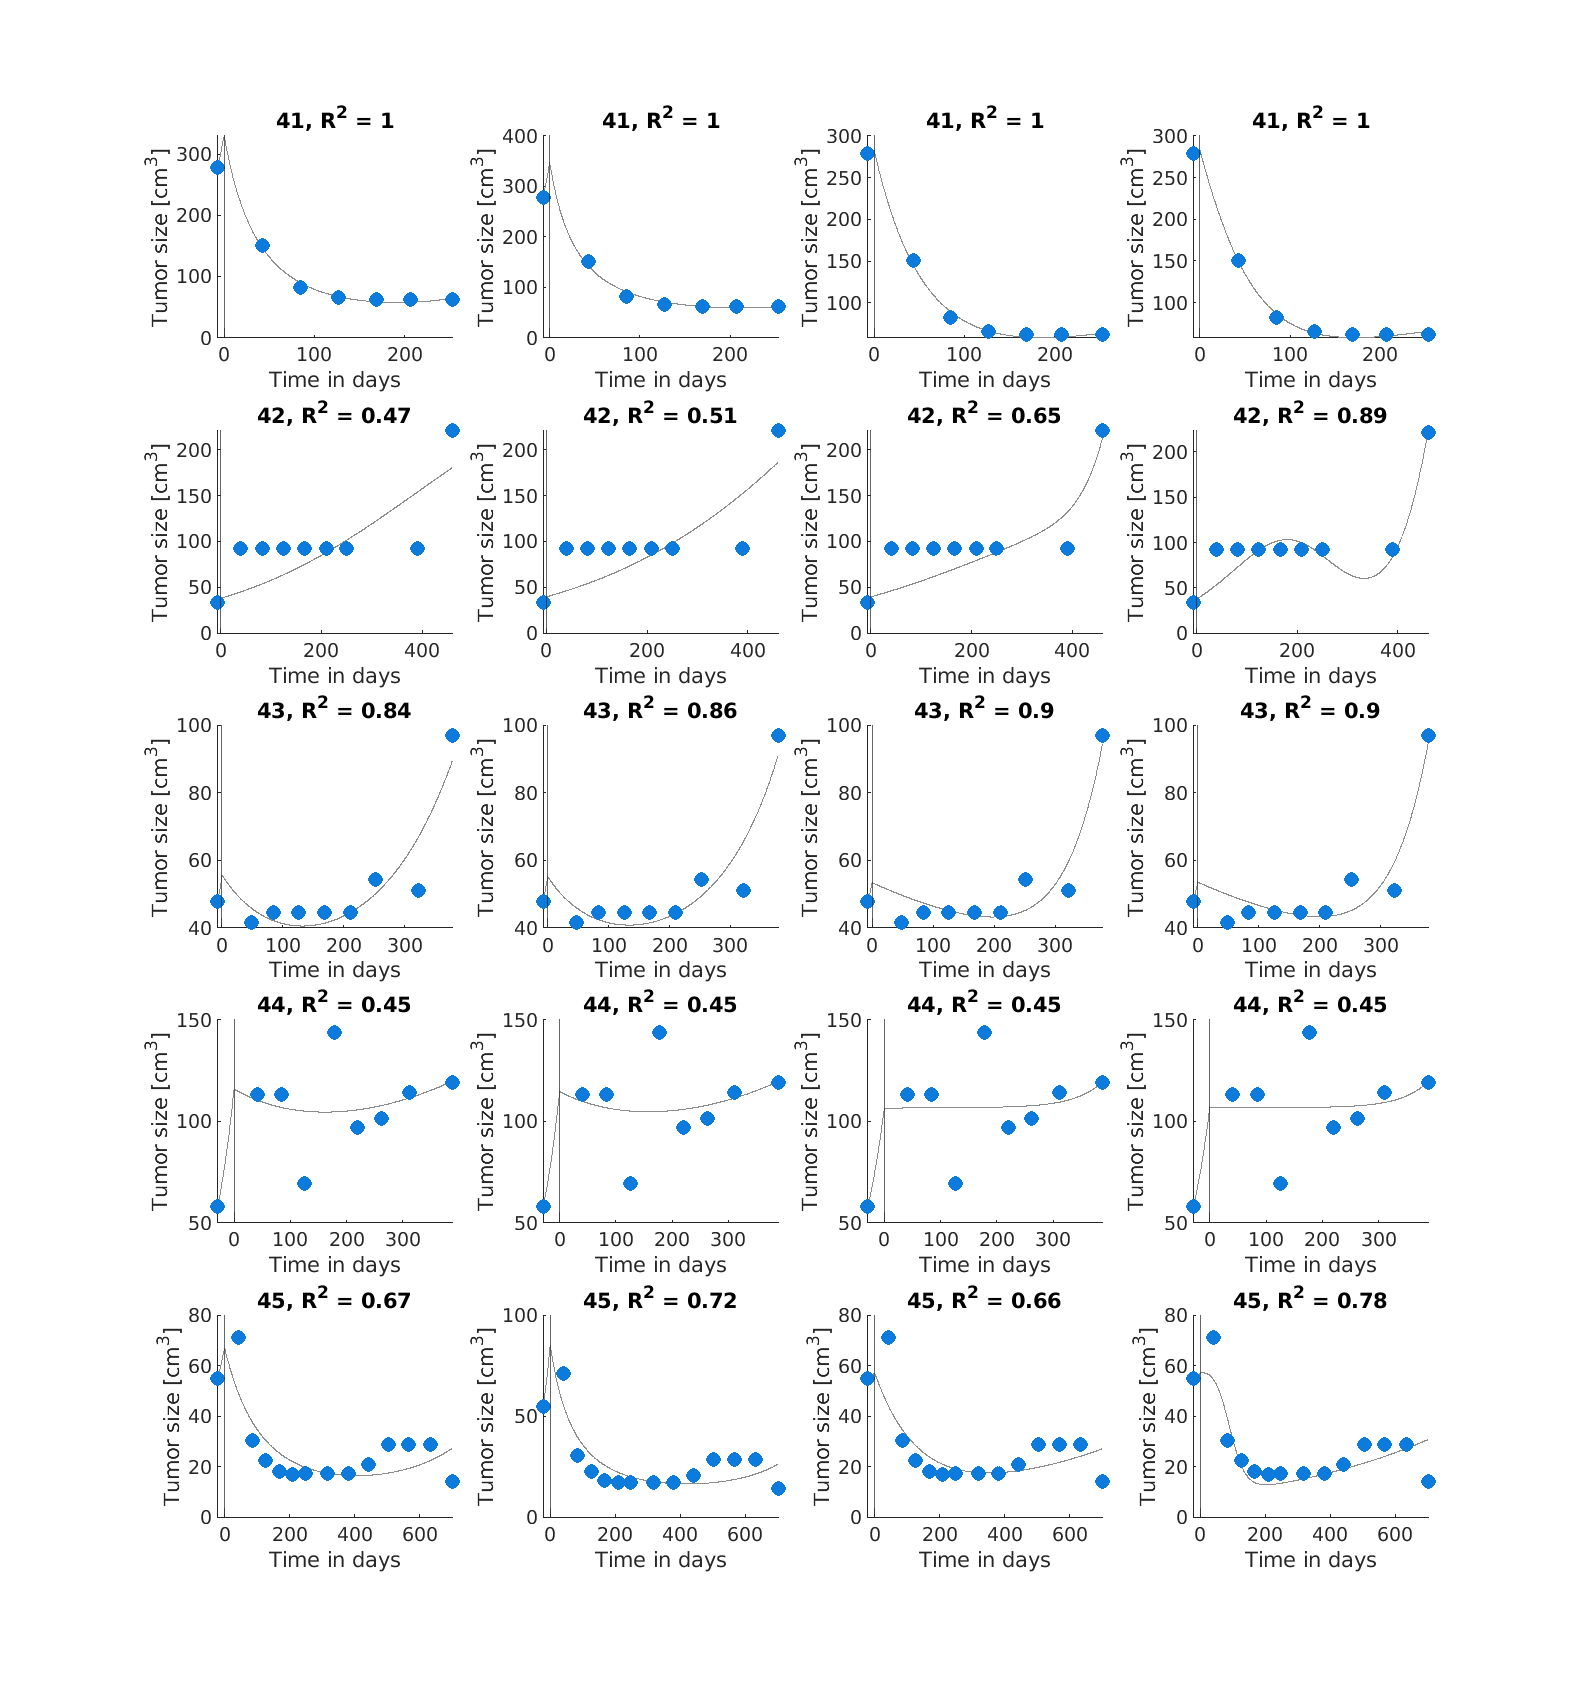 41, R² = 1
Tumor size [cm³]
300
200
100
0
0 100 200
Time in days
41, R² = 1
Tumor size [cm³]
400
300
200
100
0
0 100 200
Time in days
41, R² = 1
Tumor size [cm³]
300
250
200
150
100
0 100 200
Time in days
41, R² = 1
Tumor size [cm³]
300
250
200
150
100
0 100 200
Time in days
42, R² = 0.47
Tumor size [cm³]
200
150
100
50
0
0 200 400
Time in days
42, R² = 0.51
Tumor size [cm³]
200
150
100
50
0
0 200 400
Time in days
42, R² = 0.65
Tumor size [cm³]
200
150
100
50
0
0 200 400
Time in days
42, R² = 0.89
Tumor size [cm³]
200
150
100
50
0
0 200 400
Time in days
43, R² = 0.84
Tumor size [cm³]
100
80
60
40
0 100 200 300
Time in days
43, R² = 0.86
Tumor size [cm³]
100
80
60
40
0 100 200 300
Time in days
43, R² = 0.9
Tumor size [cm³]
100
80
60
40
0 100 200 300
Time in days
43, R² = 0.9
Tumor size [cm³]
100
80
60
40
0 100 200 300
Time in days
44, R² = 0.45
Tumor size [cm³]
150
100
50
0 100 200 300
Time in days
44, R² = 0.45
Tumor size [cm³]
150
100
50
0 100 200 300
Time in days
44, R² = 0.45
Tumor size [cm³]
150
100
50
0 100 200 300
Time in days
44, R² = 0.45
Tumor size [cm³]
150
100
50
0 100 200 300
Time in days
45, R² = 0.67
Tumor size [cm³]
80
60
40
20
0
0 200 400 600
Time in days
45, R² = 0.72
Tumor size [cm³]
100
50
0
0 200 400 600
Time in days
45, R² = 0.66
Tumor size [cm³]
80
60
40
20
0
0 200 400 600
Time in days
45, R² = 0.78
Tumor size [cm³]
80
60
40
20
0
0 200 400 600
Time in days